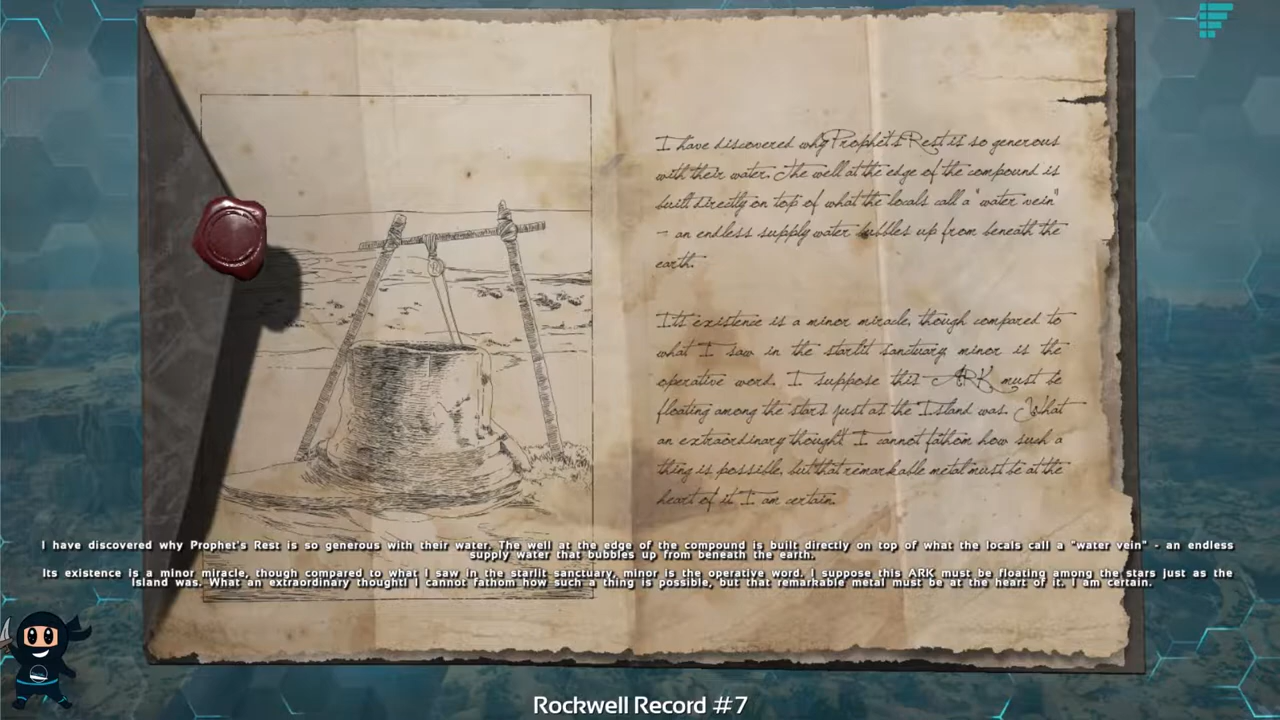 I have discovered why Prophet's Rest is so generous
with their water. The well at the edge of the compound is
built directly on top of what the locals call a "water vein"
- an endless supply water bubbles up from beneath the
earth.
Its existence is a minor miracle, though compared to
what I saw in the starlit sanctuary, minor is the
operative word. I suppose this ARK must be
floating among the stars just as the Island was. What
an extraordinary thought! I cannot fathom how such a
thing is possible, but that remarkable metal must be at the
heart of it. I am certain.
I have discovered why Prophet's Rest is so generous with their water. The well at the edge of the compound is built directly on top of what the locals call a "water vein" - an endless
supply water that bubbles up from beneath the earth.
Its existence is a minor miracle, though compared to what I saw in the starlit sanctuary, minor is the operative word. I suppose this ARK must be floating among the stars just as the
Island was. What an extraordinary thought! I cannot fathom how such a thing is possible, but that remarkable metal must be at the heart of it. I am certain.
Rockwell Record #7